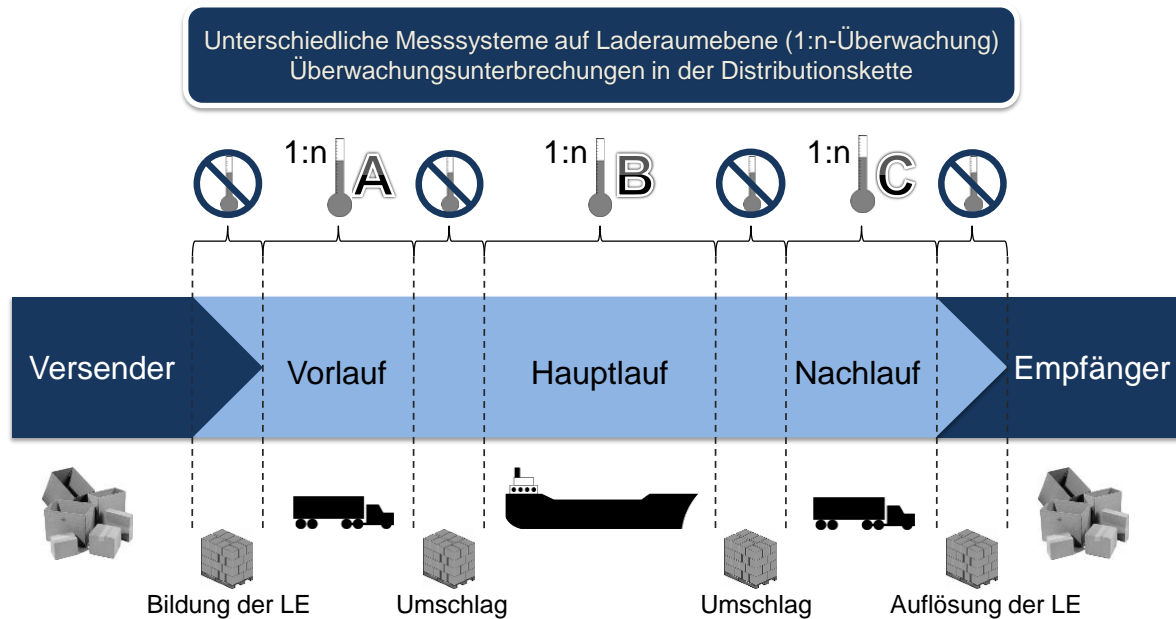 Unterschiedliche Messsysteme auf Laderaumebene (1:n-Überwachung)
Überwachungsunterbrechungen in der Distributionskette
1:n A
1:n B
1:n C
Versender
Vorlauf
Hauptlauf
Nachlauf
Empfänger
Bildung der LE
Umschlag
Umschlag
Auflösung der LE